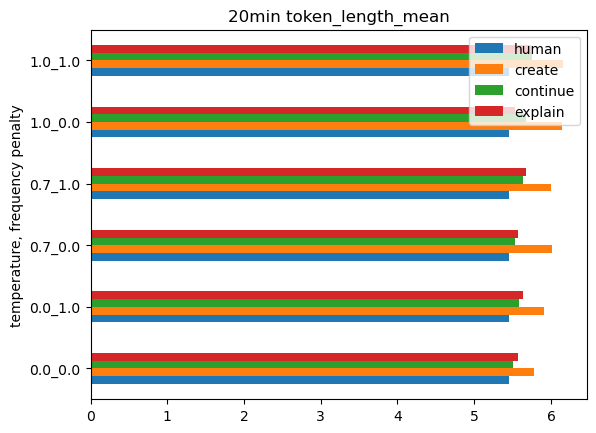 20min token_length_mean
human
create
continue
explain
temperature, frequency penalty
1.0_1.0
1.0_0.0
0.7_1.0
0.7_0.0
0.0_1.0
0.0_0.0
0 1 2 3 4 5 6